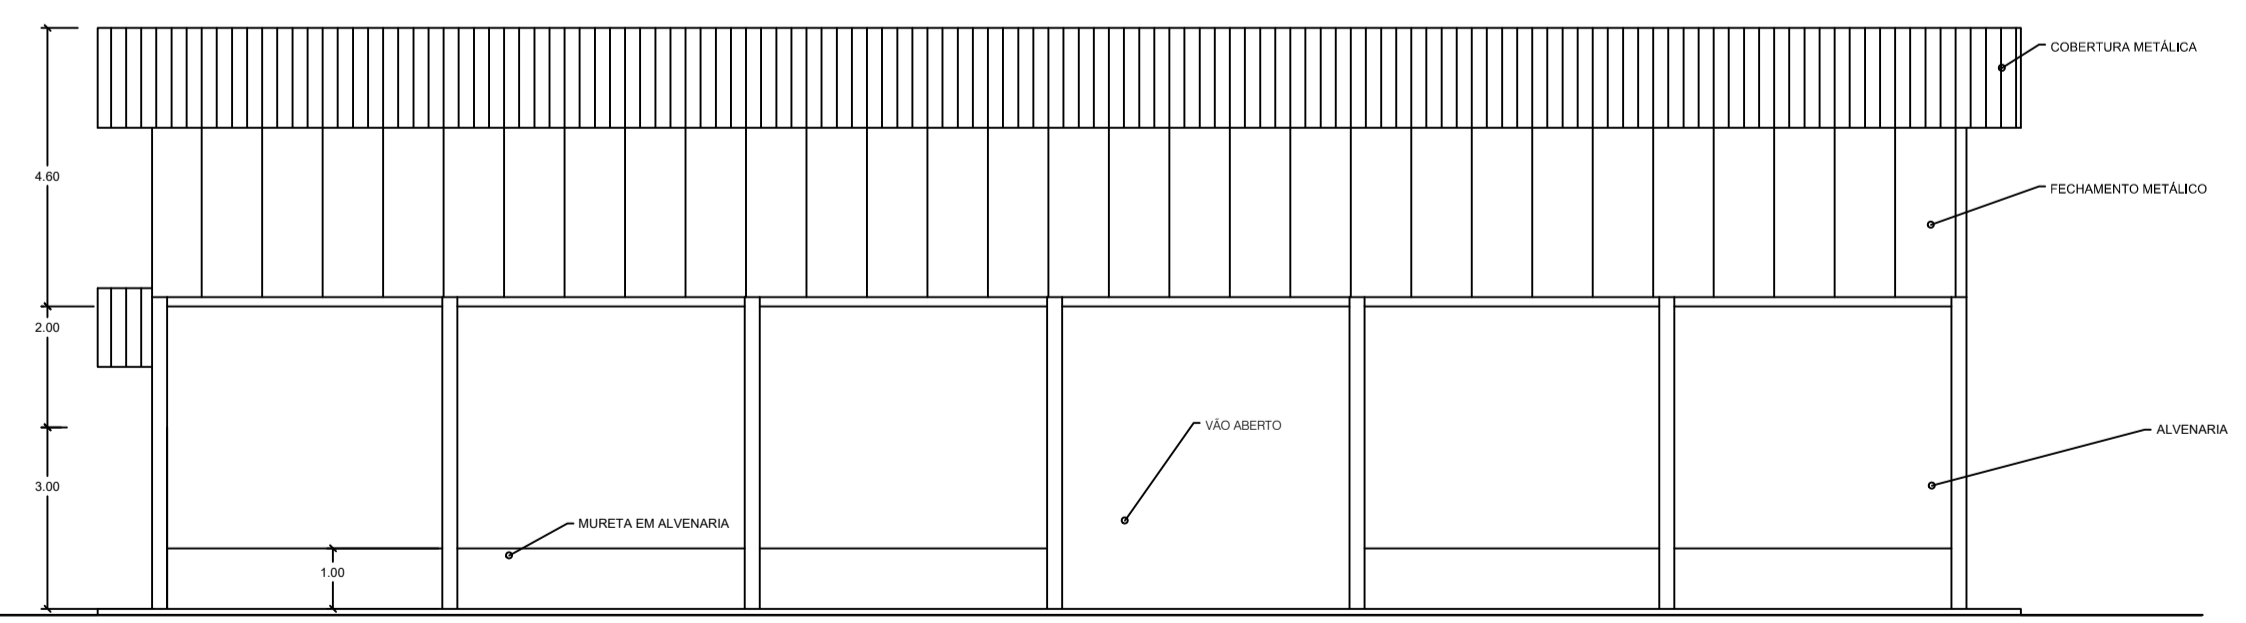 COBERTURA METÁLICA
4.60
FECHAMENTO METÁLICO
2.00
VÃO ABERTO
ALVENARIA
3.00
MURETA EM ALVENARIA
1.00